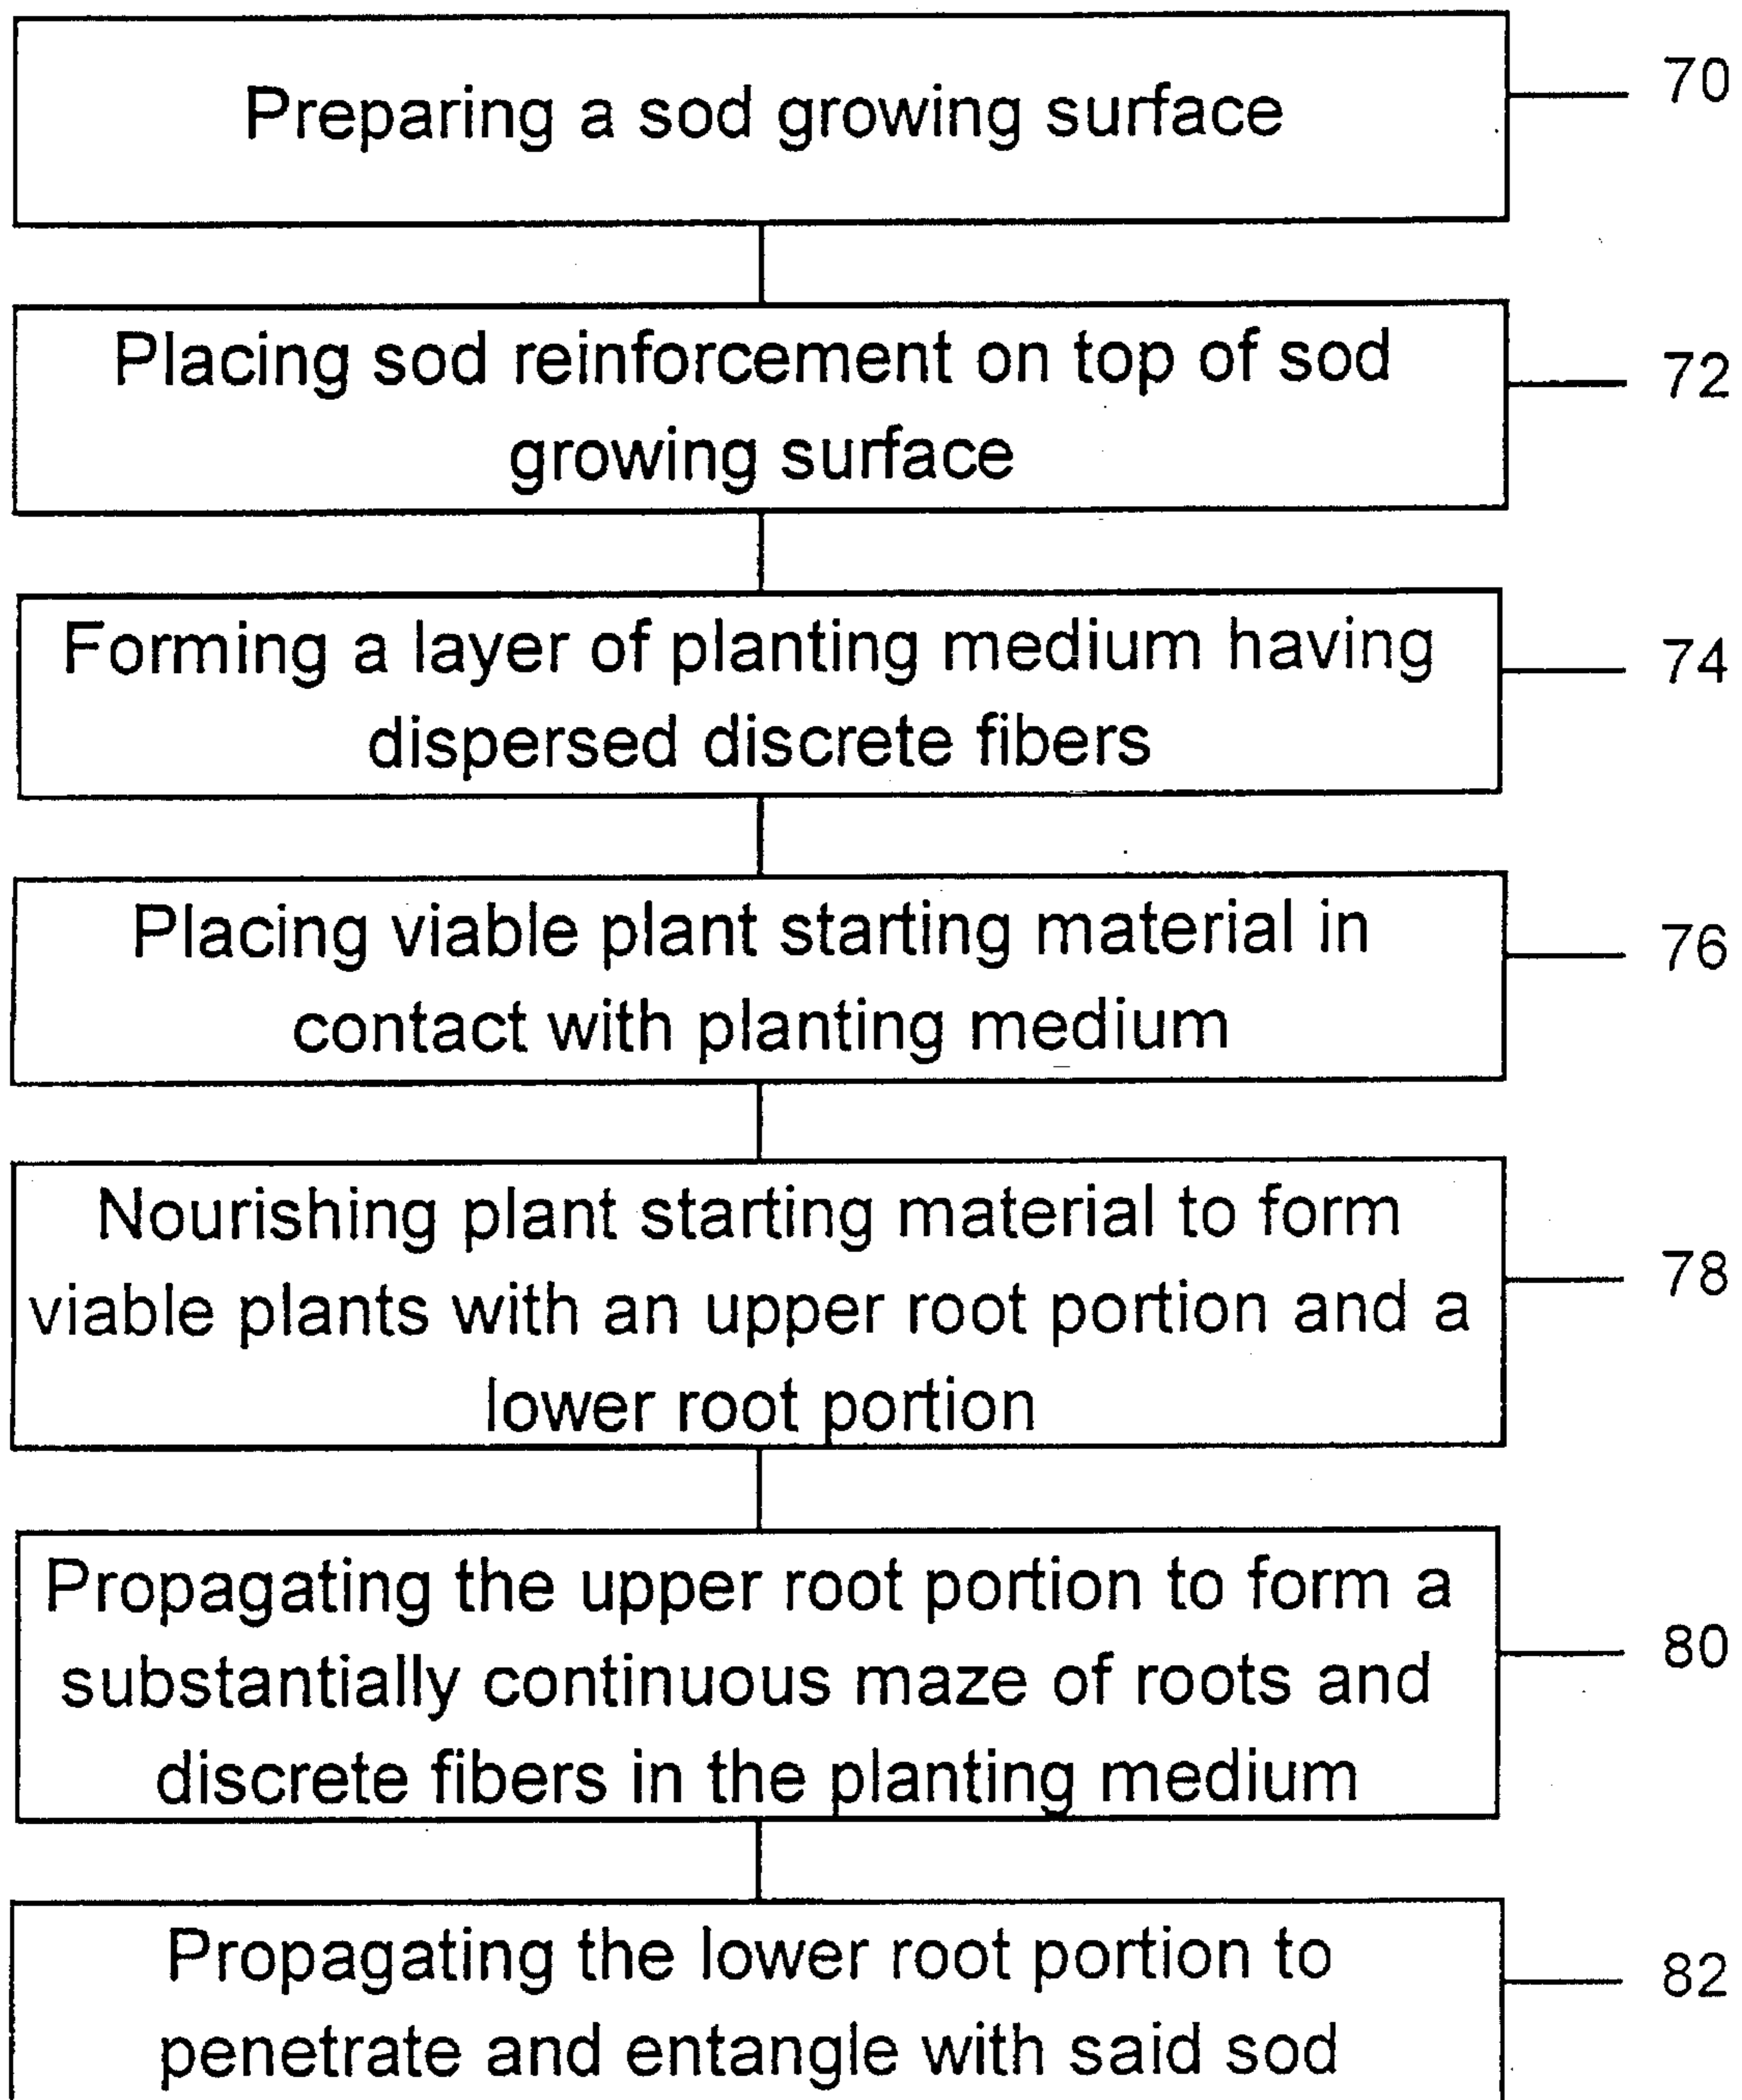 Preparing a sod growing surface
70
Placing sod reinforcement on top of sod
growing surface
72
Forming a layer of planting medium having
dispersed discrete fibers
74
Placing viable plant starting material in
contact with planting medium
76
Nourishing plant starting material to form
viable plants with an upper root portion and a
lower root portion
78
Propagating the upper root portion to form a
substantially continuous maze of roots and
discrete fibers in the planting medium
80
Propagating the lower root portion to
penetrate and entangle with said sod
82